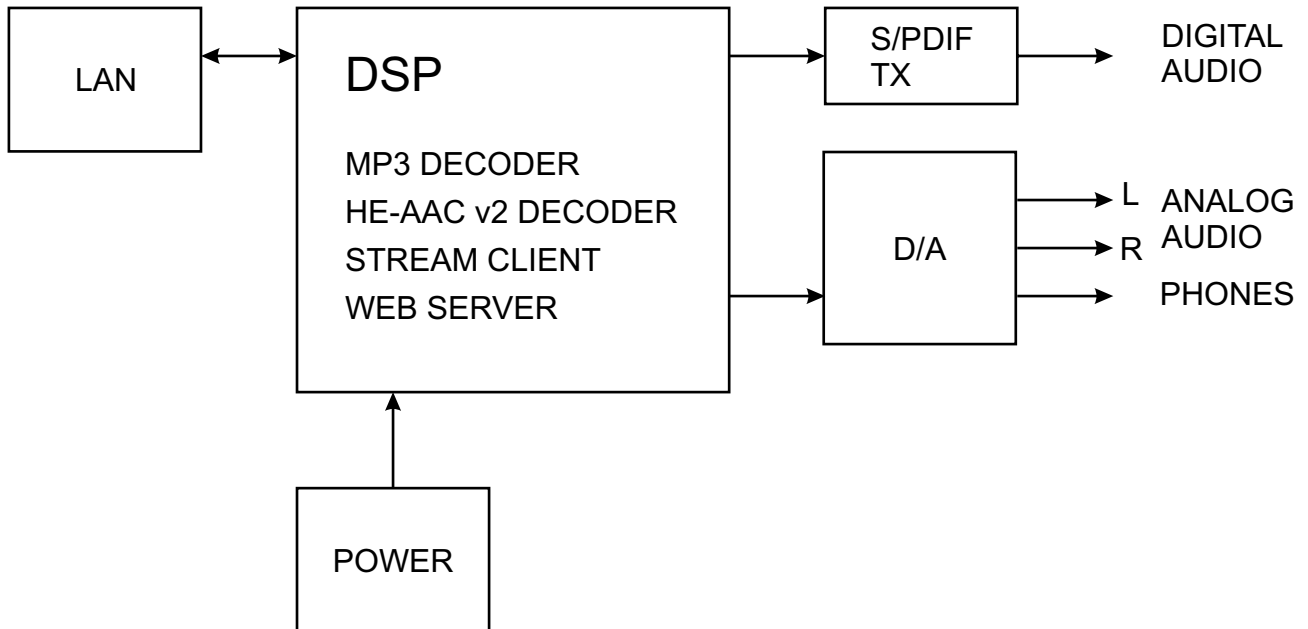 LAN
DSP
MP3 DECODER
HE-AAC v2 DECODER
STREAM CLIENT
WEB SERVER
S/PDIF
TX
DIGITAL
AUDIO
D/A
L
R
ANALOG
AUDIO
PHONES
POWER